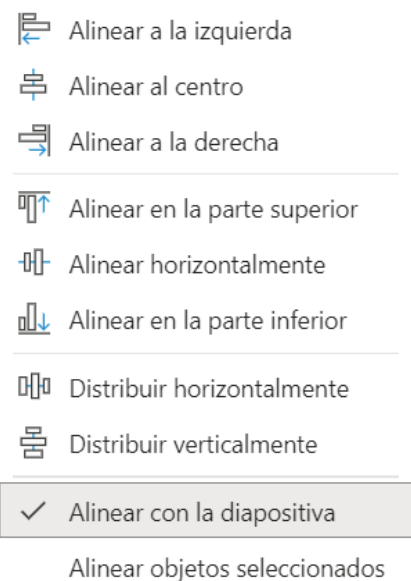 Alinear a la izquierda
Alinear al centro
Alinear a la derecha
Alinear en la parte superior
Alinear horizontalmente
Alinear en la parte inferior
Distribuir horizontalmente
Distribuir verticalmente
Alinear con la diapositiva
Alinear objetos seleccionados